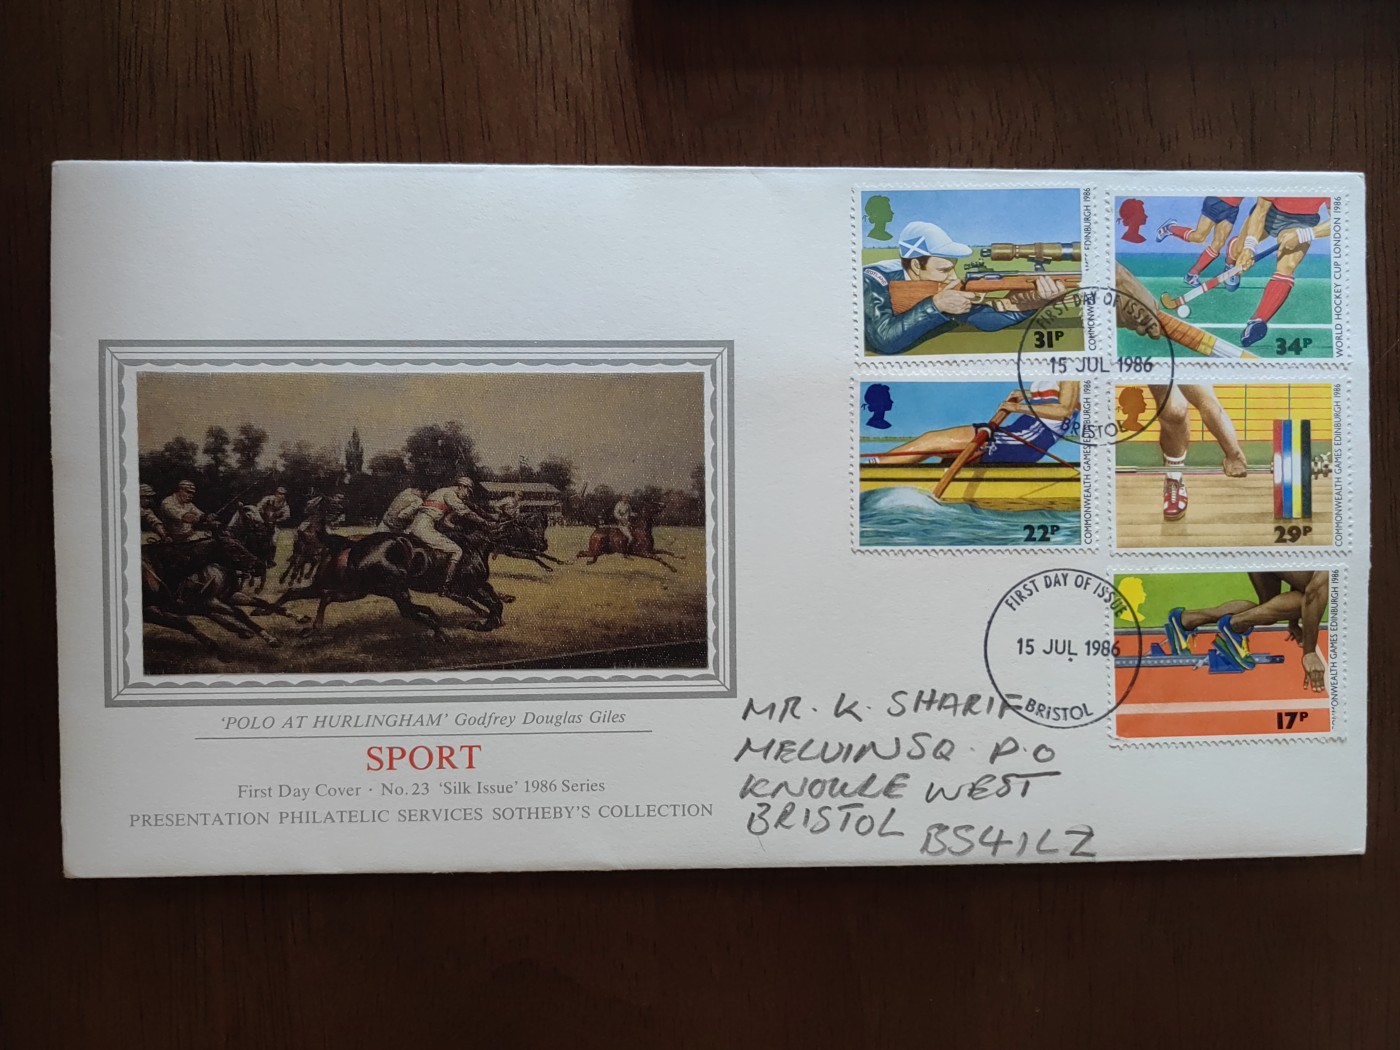 COMMONWEALTH GAMES EDINBURGH 1986
31P
WORLD HOCKEY CUP LONDON 1986
34P
FIRST DAY OF ISSUE
15 JUL 1986
BRISTOL
COMMONWEALTH GAMES EDINBURGH 1986
22P
COMMONWEALTH GAMES EDINBURGH 1986
29P
FIRST DAY OF ISSUE
15 JUL 1986
BRISTOL
COMMONWEALTH GAMES EDINBURGH 1986
17P
'POLO AT HURLINGHAM' Godfrey Douglas Giles
SPORT
First Day Cover · No. 23 'Silk Issue' 1986 Series
PRESENTATION PHILATELIC SERVICES SOTHEBY'S COLLECTION
MR. K. SHARIF
MELVIN SQ. P.O
KNOWLE WEST
BRISTOL BS4 1LZ